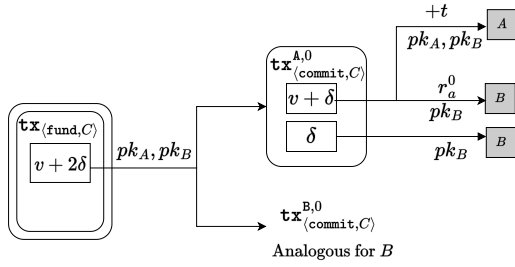 +t
A
pk_A, pk_B
tx^{A,0}_{⟨commit,C⟩}
v + δ
r_a^0
B
pk_B
δ
B
pk_B
tx_{⟨fund,C⟩}
v + 2δ
pk_A, pk_B
tx^{B,0}_{⟨commit,C⟩}
Analogous for B